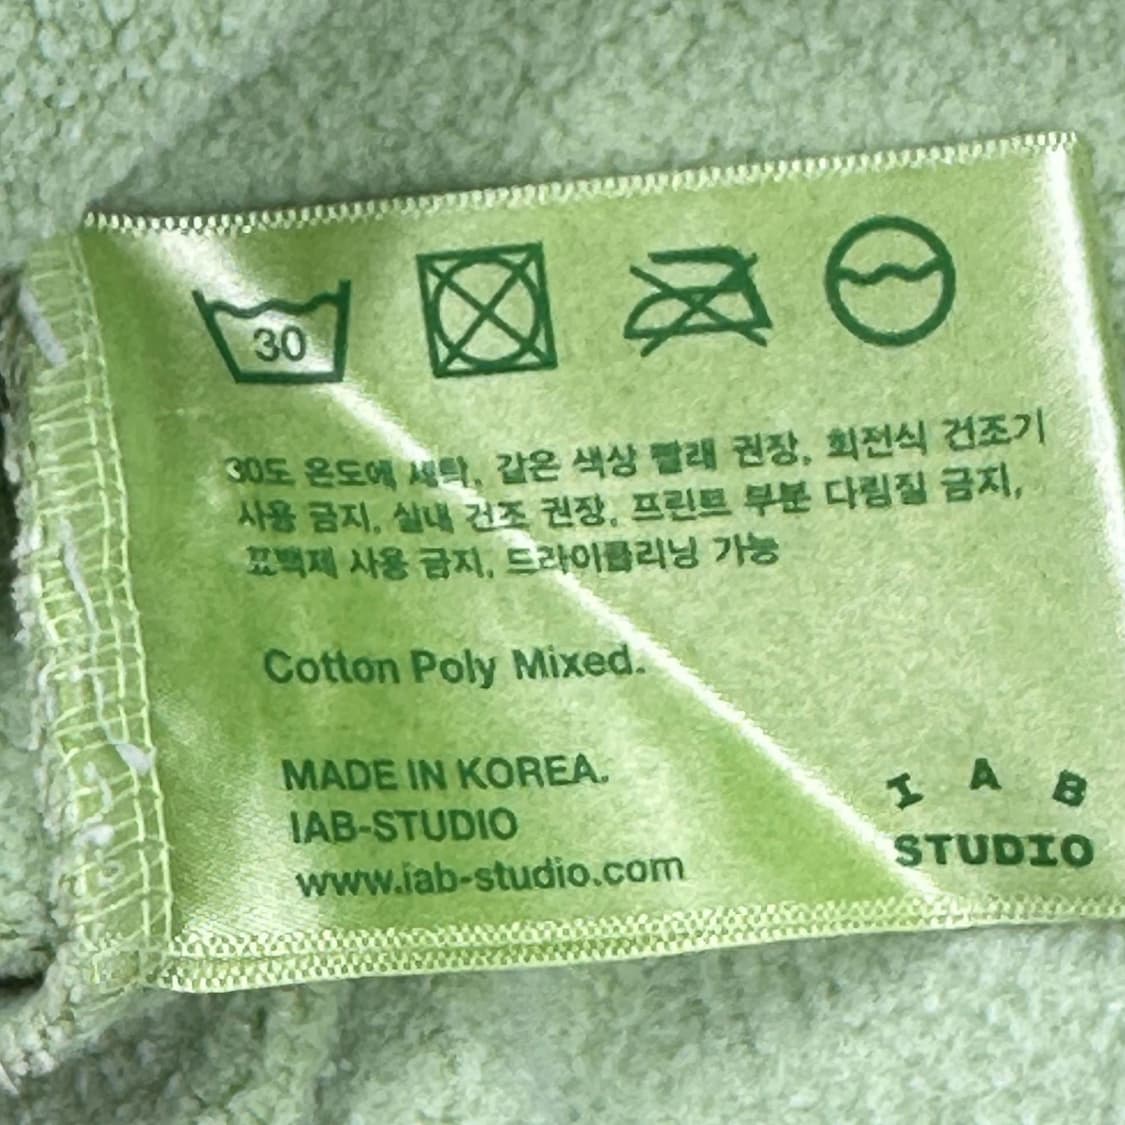 30
30도 온도에 세탁, 같은 색상 빨래 권장, 회전식 건조기
사용 금지, 실내 건조 권장, 프린트 부분 다림질 금지,
표백제 사용 금지, 드라이클리닝 가능
Cotton Poly Mixed.
MADE IN KOREA.
IAB-STUDIO
www.iab-studio.com
I A B
STUDIO